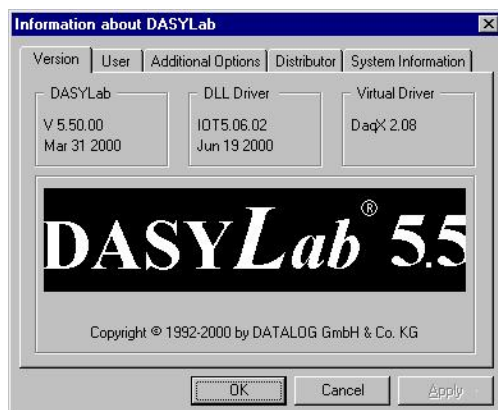 Information about DASYLab
Version User Additional Options Distributor System Information
DASYLab DLL Driver Virtual Driver
V 5.50.00 IOT5.06.02 DaqX 2.08
Mar 31 2000 Jun 19 2000
DASYLab® 5.5
Copyright © 1992-2000 by DATALOG GmbH & Co. KG
OK Cancel Apply